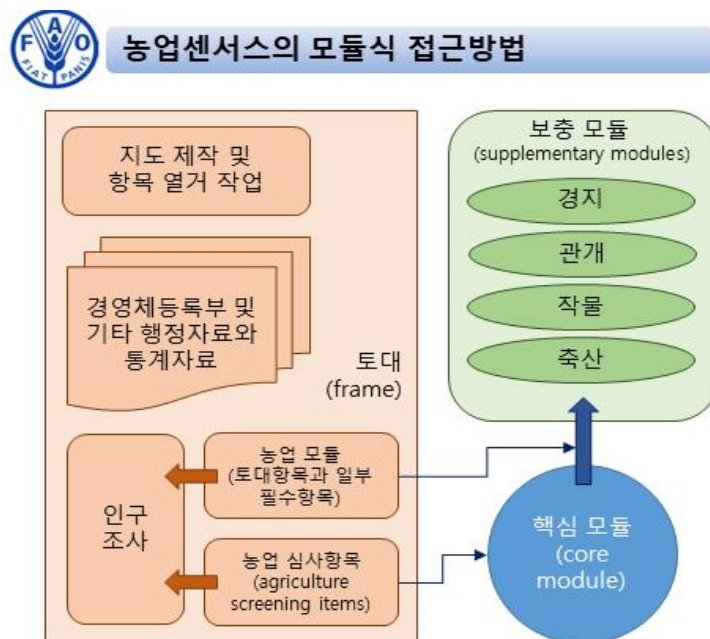 F A O
FIAT PANIS
농업센서스의 모듈식 접근방법
지도 제작 및
항목 열거 작업
경영체등록부 및
기타 행정자료와
통계자료
토대
(frame)
인구
조사
농업 모듈
(토대항목과 일부
필수항목)
농업 심사항목
(agriculture
screening items)
보충 모듈
(supplementary modules)
경지
관개
작물
축산
핵심 모듈
(core
module)